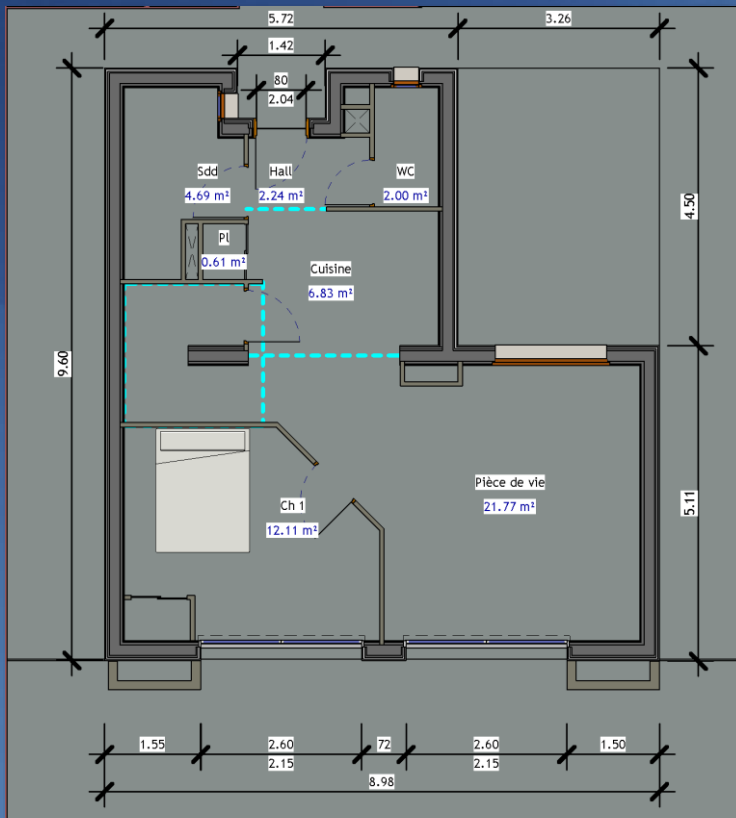 5.72
3.26
1.42
80
2.04
Sdd
4.69 m²
Hall
2.24 m²
WC
2.00 m²
4.50
Pl
0.61 m²
Cuisine
6.83 m²
9.60
Pièce de vie
21.77 m²
Ch 1
12.11 m²
5.11
1.55
2.60
72
2.60
1.50
2.15
2.15
8.98